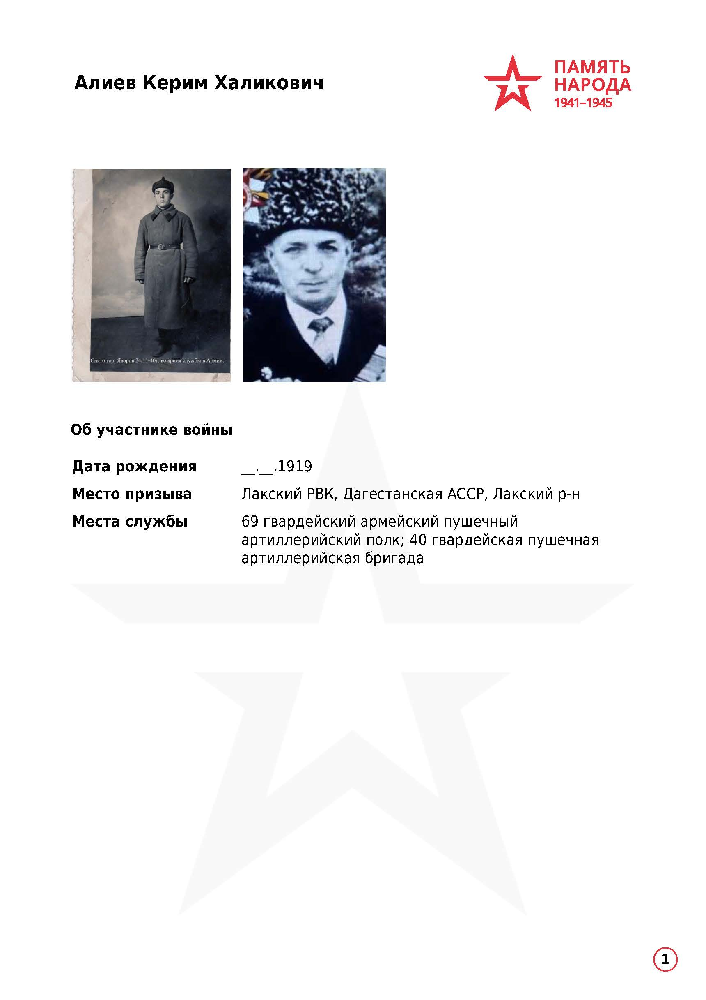 Алиев Керим Халикович
ПАМЯТЬ
НАРОДА
1941–1945
Снято гор. Яворов 24/11-40г. во время службы в Армии.
Об участнике войны
Дата рождения __.__.1919
Место призыва Лакский РВК, Дагестанская АССР, Лакский р-н
Места службы 69 гвардейский армейский пушечный
артиллерийский полк; 40 гвардейская пушечная
артиллерийская бригада
1